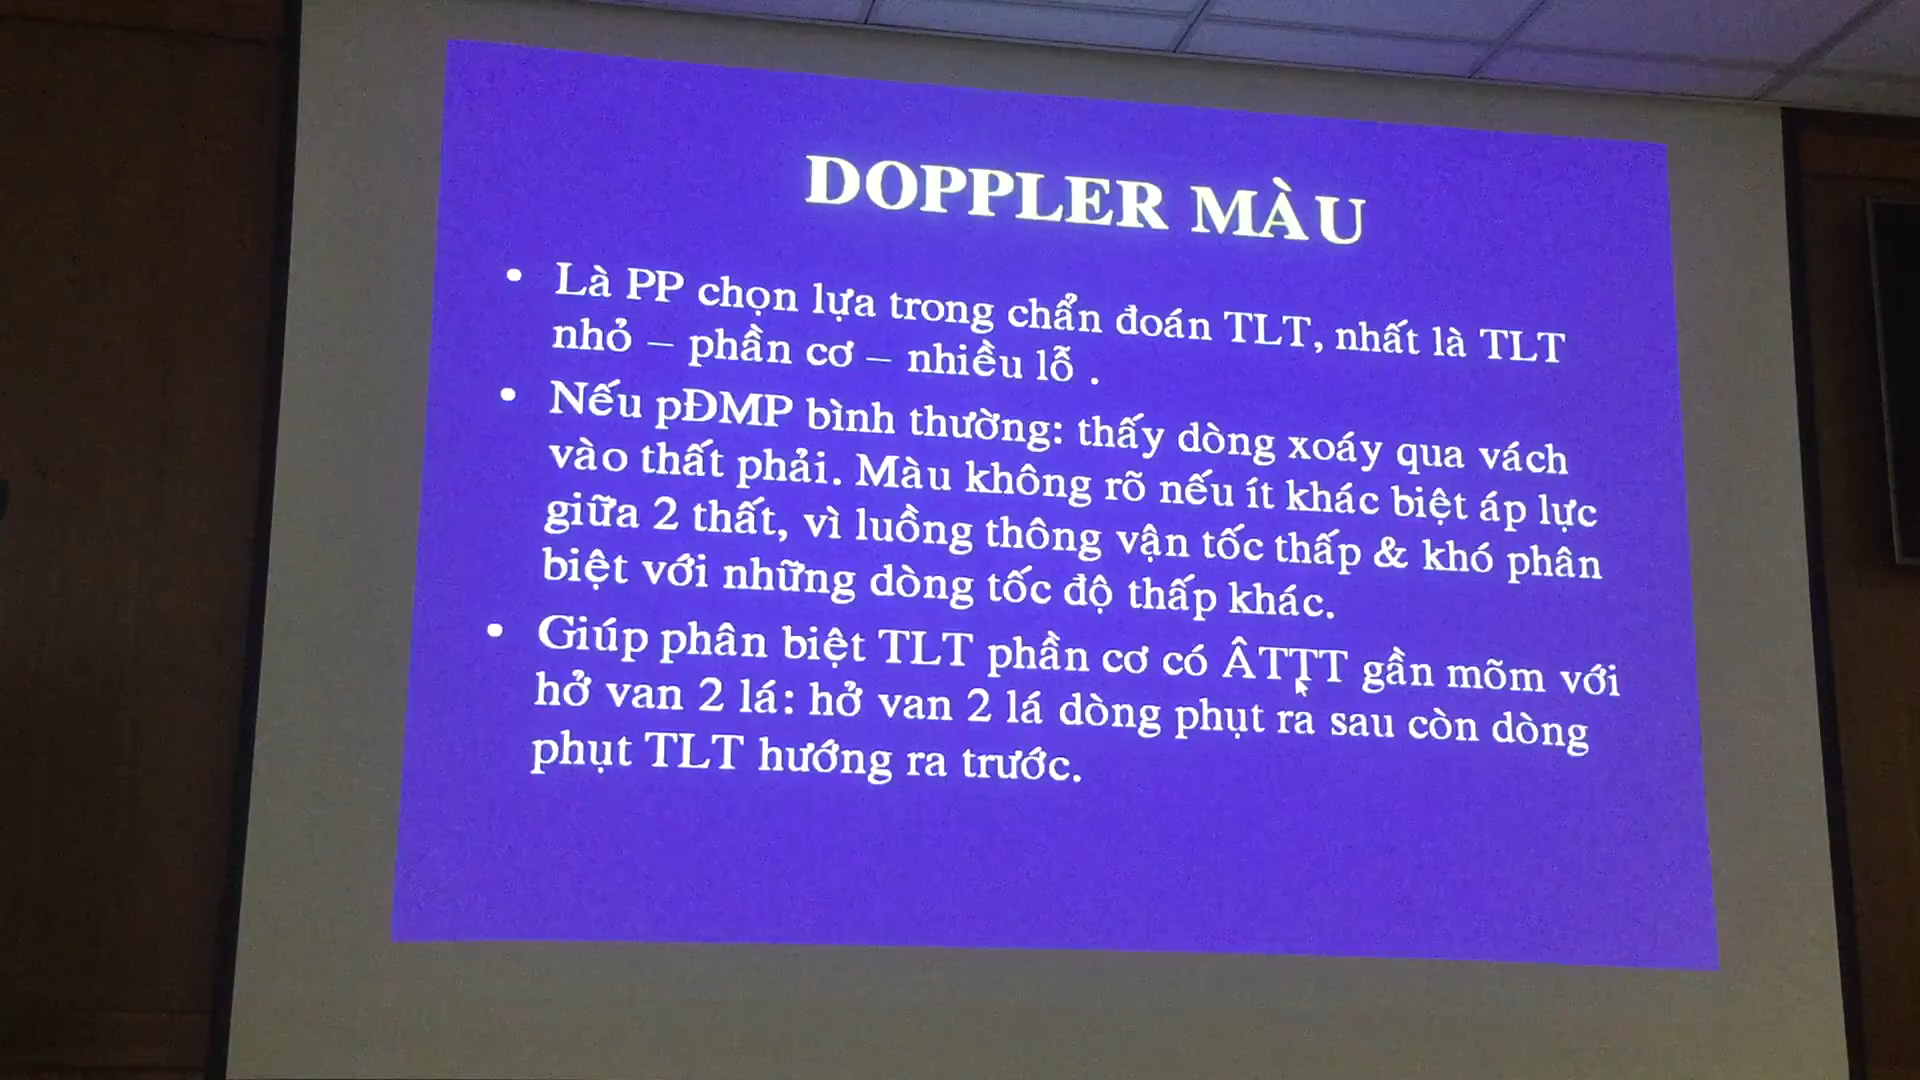 DOPPLER MÀU
• Là PP chọn lựa trong chẩn đoán TLT, nhất là TLT
nhỏ – phần cơ – nhiều lỗ .
• Nếu pĐMP bình thường: thấy dòng xoáy qua vách
vào thất phải. Màu không rõ nếu ít khác biệt áp lực
giữa 2 thất, vì luồng thông vận tốc thấp & khó phân
biệt với những dòng tốc độ thấp khác.
• Giúp phân biệt TLT phần cơ có ÂTTT gần mõm với
hở van 2 lá: hở van 2 lá dòng phụt ra sau còn dòng
phụt TLT hướng ra trước.